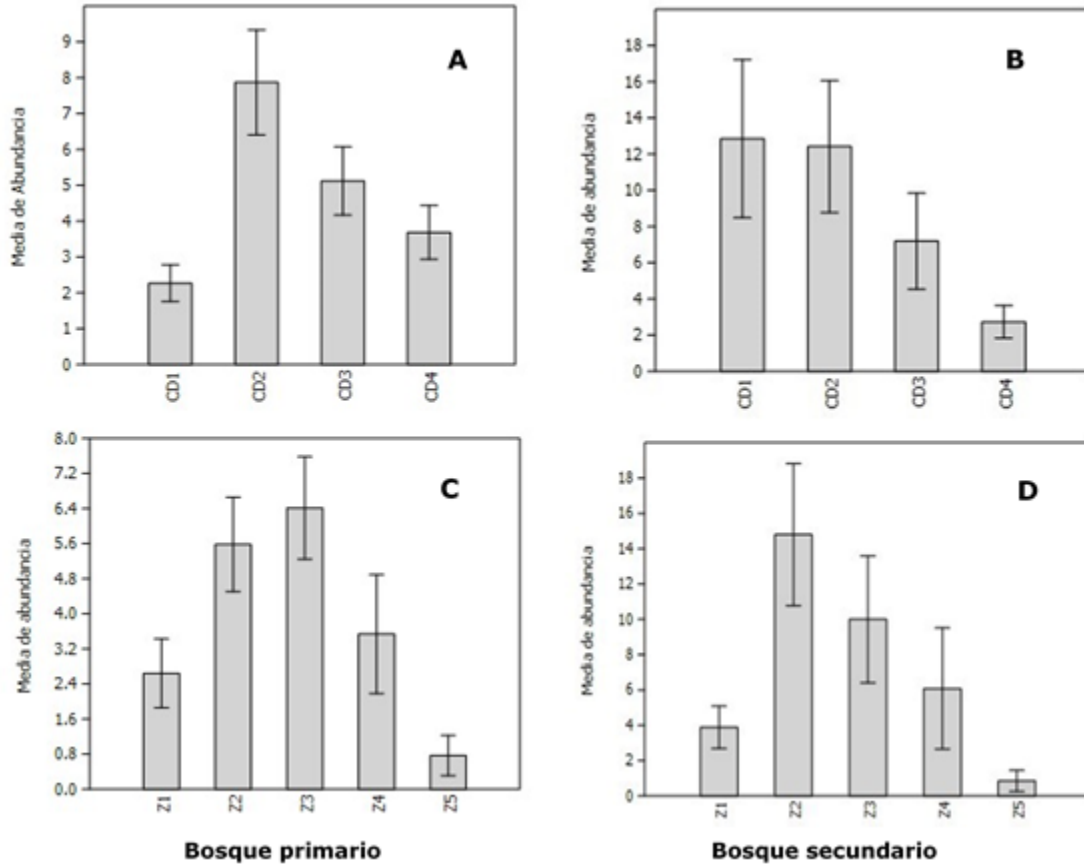 A
Media de Abundancia
9
8
7
6
5
4
3
2
1
0
CD1
CD2
CD3
CD4
B
Media de abundancia
18
16
14
12
10
8
6
4
2
0
CD1
CD2
CD3
CD4
C
Media de abundancia
8.0
7.2
6.4
5.6
4.8
4.0
3.2
2.4
1.6
0.8
0.0
Z1
Z2
Z3
Z4
Z5
Bosque primario
D
Media de abundancia
18
16
14
12
10
8
6
4
2
0
Z1
Z2
Z3
Z4
Z5
Bosque secundario